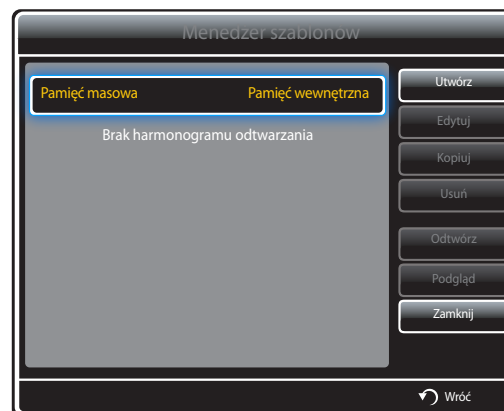 Menedżer szablonów
Pamięć masowa Pamięć wewnętrzna
Brak harmonogramu odtwarzania
Utwórz
Edytuj
Kopiuj
Usuń
Odtwórz
Podgląd
Zamknij
Wróć